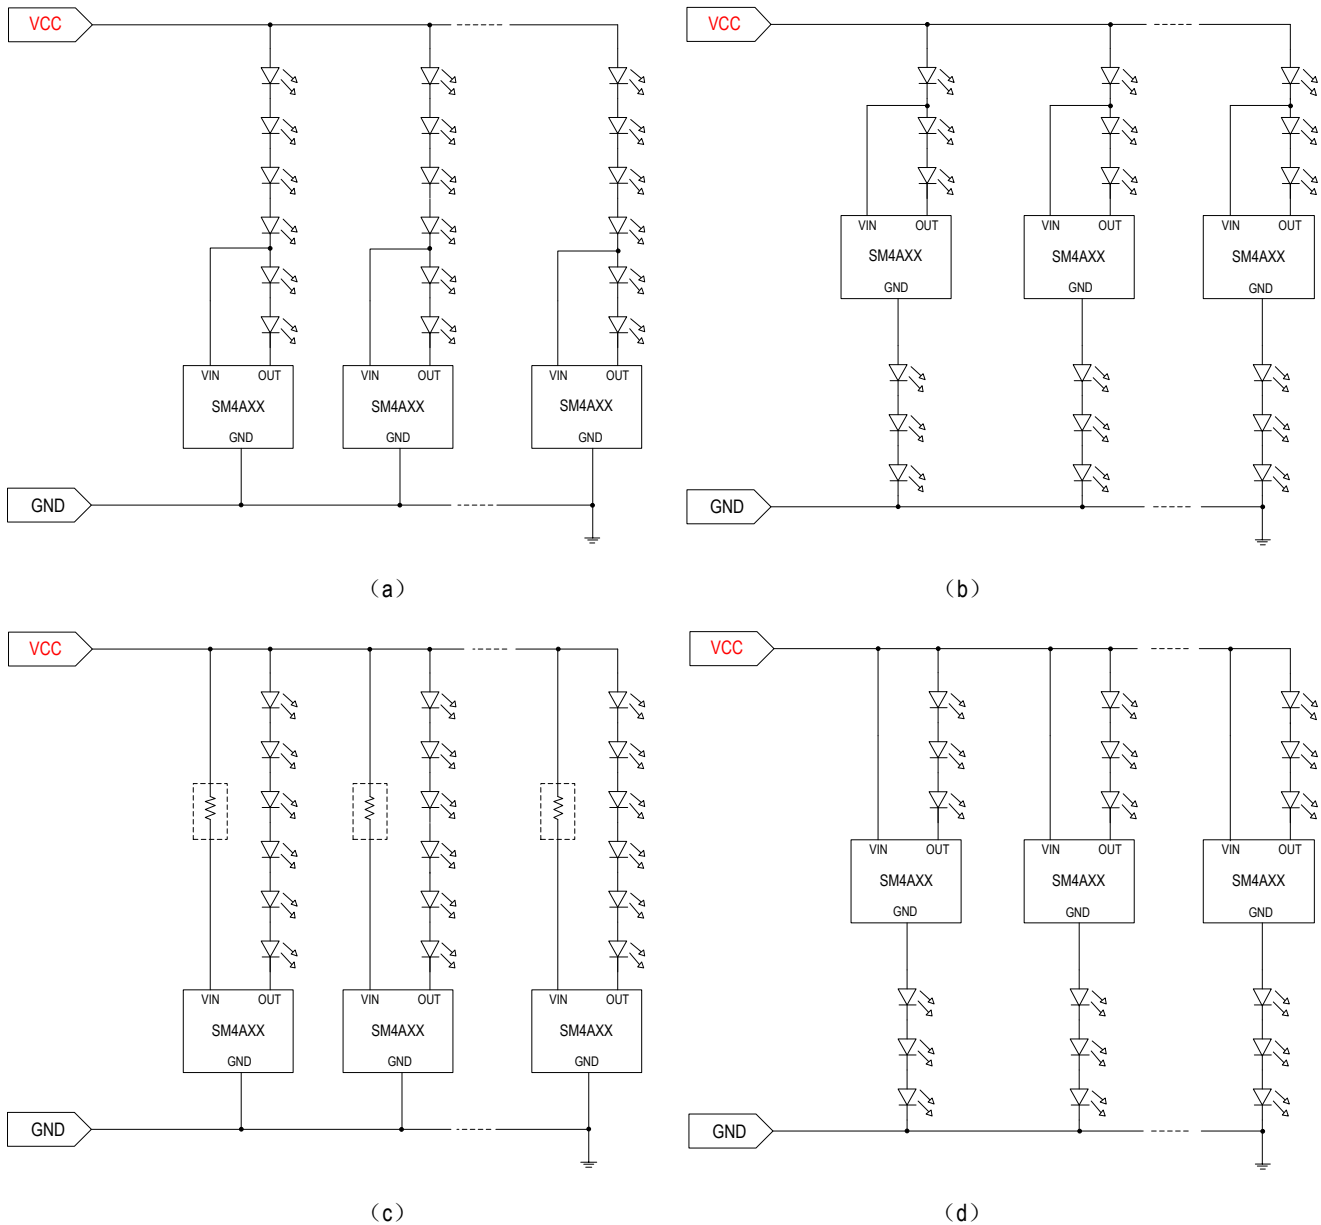 VCC
VIN OUT
SM4AXX
GND
VIN OUT
SM4AXX
GND
VIN OUT
SM4AXX
GND
GND
（a）
VCC
VIN OUT
SM4AXX
GND
VIN OUT
SM4AXX
GND
VIN OUT
SM4AXX
GND
GND
（b）
VCC
VIN OUT
SM4AXX
GND
VIN OUT
SM4AXX
GND
VIN OUT
SM4AXX
GND
GND
（c）
VCC
VIN OUT
SM4AXX
GND
VIN OUT
SM4AXX
GND
VIN OUT
SM4AXX
GND
GND
（d）